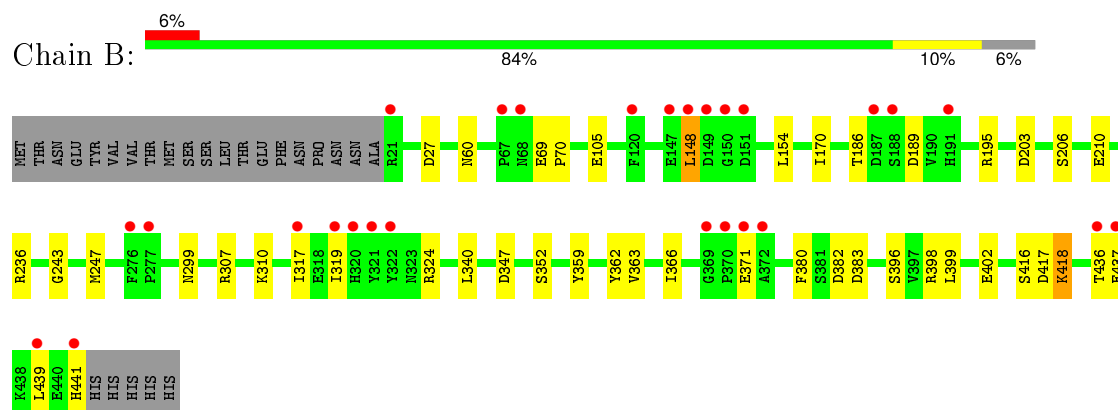 6%
Chain B:
84% 10% 6%
MET THR ASN GLU TYR VAL VAL THR MET SER SER LEU THR GLU PHE ASN PRO ASN ASN ALA R21 D27 N60 P67 N68 E69 P70 E105 F120 E147 L148 D149 G150 D151 L154 I170 T186 D187 S188 D189 V190 H191 R195 D203 S206 E210
R236 G243 M247 F276 P277 N299 R307 K310 I317 E318 I319 H320 Y321 Y322 N323 R324 L340 D347 S352 Y359 Y362 V363 I366 G369 P370 E371 A372 F380 S381 D382 D383 S396 V397 R398 L399 E402 S416 D417 K418 T436
K438 L439 E440 H441 HIS HIS HIS HIS HIS